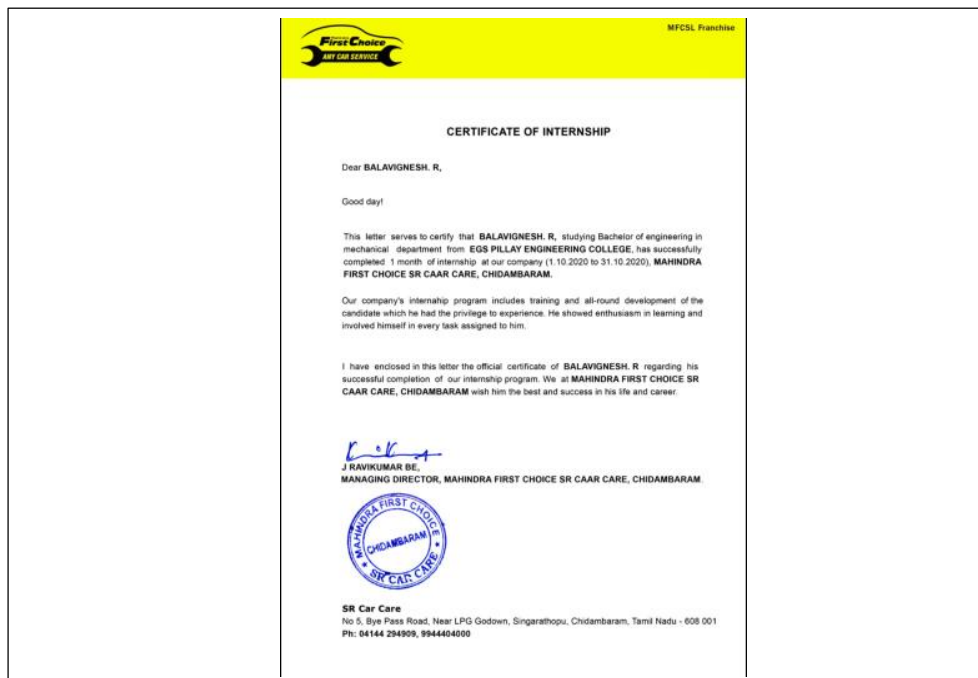 MFCSL Franchise
First Choice
ANY CAR SERVICE
CERTIFICATE OF INTERNSHIP
Dear BALAVIGNESH. R,
Good day!
This letter serves to certify that BALAVIGNESH. R, studying Bachelor of engineering in
mechanical department from EGS PILLAY ENGINEERING COLLEGE, has successfully
completed 1 month of internship at our company (1.10.2020 to 31.10.2020), MAHINDRA
FIRST CHOICE SR CAAR CARE, CHIDAMBARAM.
Our company's internahip program includes training and all-round development of the
candidate which he had the privilege to experience. He showed enthusiasm in learning and
involved himself in every task assigned to him.
I have enclosed in this letter the official certificate of BALAVIGNESH. R regarding his
successful completion of our internship program. We at MAHINDRA FIRST CHOICE SR
CAAR CARE, CHIDAMBARAM wish him the best and success in his life and career.
J RAVIKUMAR BE,
MANAGING DIRECTOR, MAHINDRA FIRST CHOICE SR CAAR CARE, CHIDAMBARAM.
MAHINDRA FIRST CHOICE
CHIDAMBARAM
★ SR CAR CARE ★
SR Car Care
No 5, Bye Pass Road, Near LPG Godown, Singarathopu, Chidambaram, Tamil Nadu - 608 001
Ph: 04144 294909, 9944404000